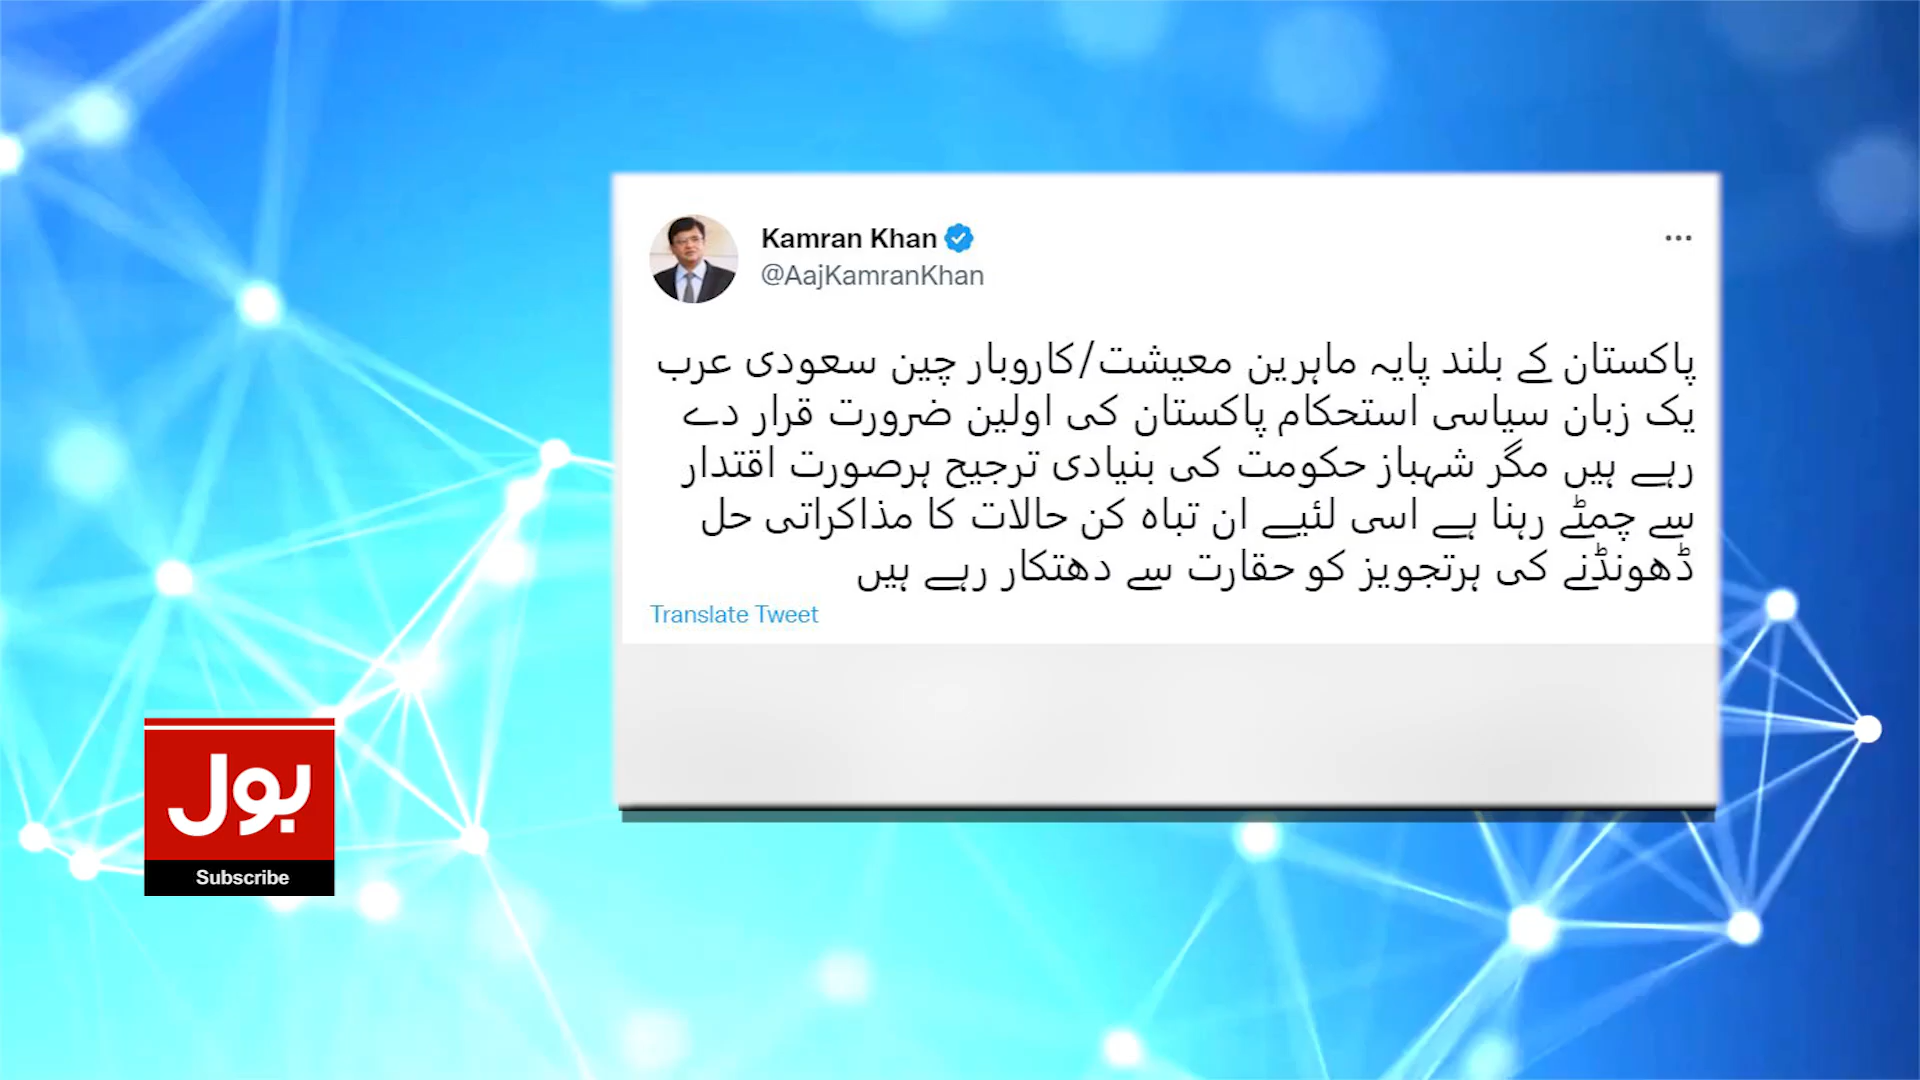 Kamran Khan
@AajKamranKhan
پاکستان کے بلند پایہ ماہرین معیشت/کاروبار چین سعودی عرب
یک زبان سیاسی استحکام پاکستان کی اولین ضرورت قرار دے
رہے ہیں مگر شہباز حکومت کی بنیادی ترجیح ہرصورت اقتدار
سے چمٹے رہنا ہے اسی لئیے ان تباہ کن حالات کا مذاکراتی حل
ڈھونڈنے کی ہرتجویز کو حقارت سے دھتکار رہے ہیں
Translate Tweet
بول
Subscribe